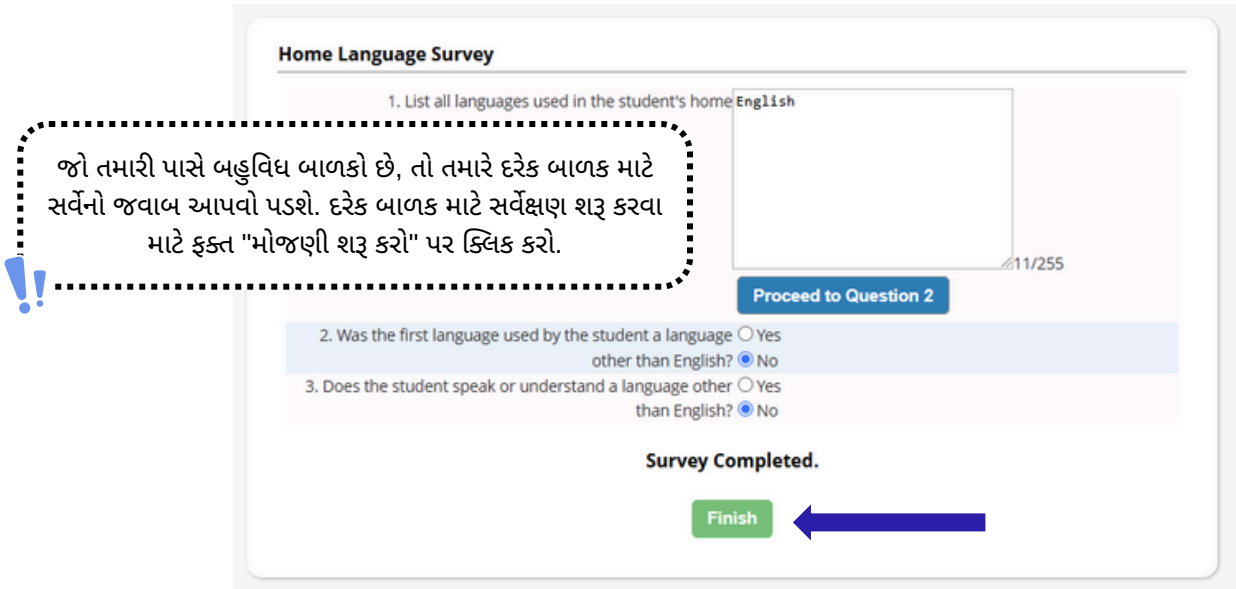 Home Language Survey
1. List all languages used in the student's home
English
જો તમારી પાસે બહુવિધ બાળકો છે, તો તમારે દરેક બાળક માટે
સર્વેનો જવાબ આપવો પડશે. દરેક બાળક માટે સર્વેક્ષણ શરૂ કરવા
માટે ફક્ત "મોજણી શરૂ કરો" પર ક્લિક કરો.
11/255
Proceed to Question 2
2. Was the first language used by the student a language
other than English?
Yes
No
3. Does the student speak or understand a language other
than English?
Yes
No
Survey Completed.
Finish